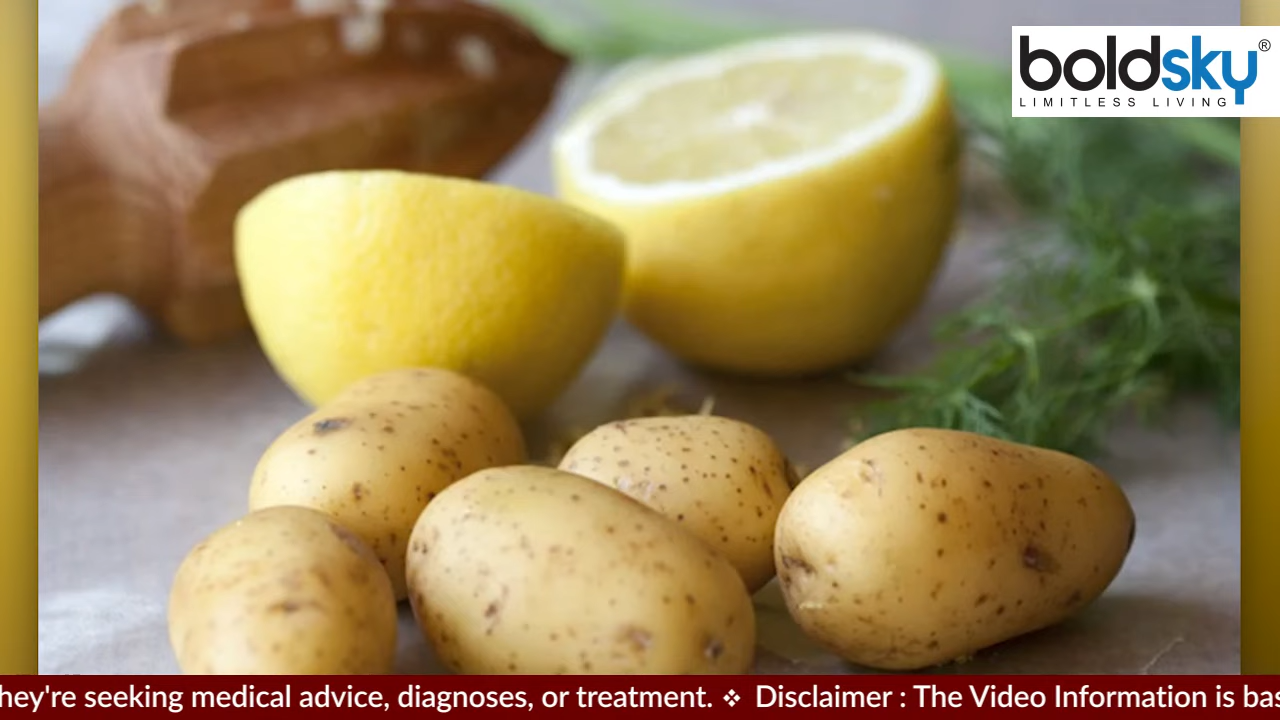 boldsky®
LIMITLESS LIVING
hey're seeking medical advice, diagnoses, or treatment. ❖ Disclaimer : The Video Information is bas